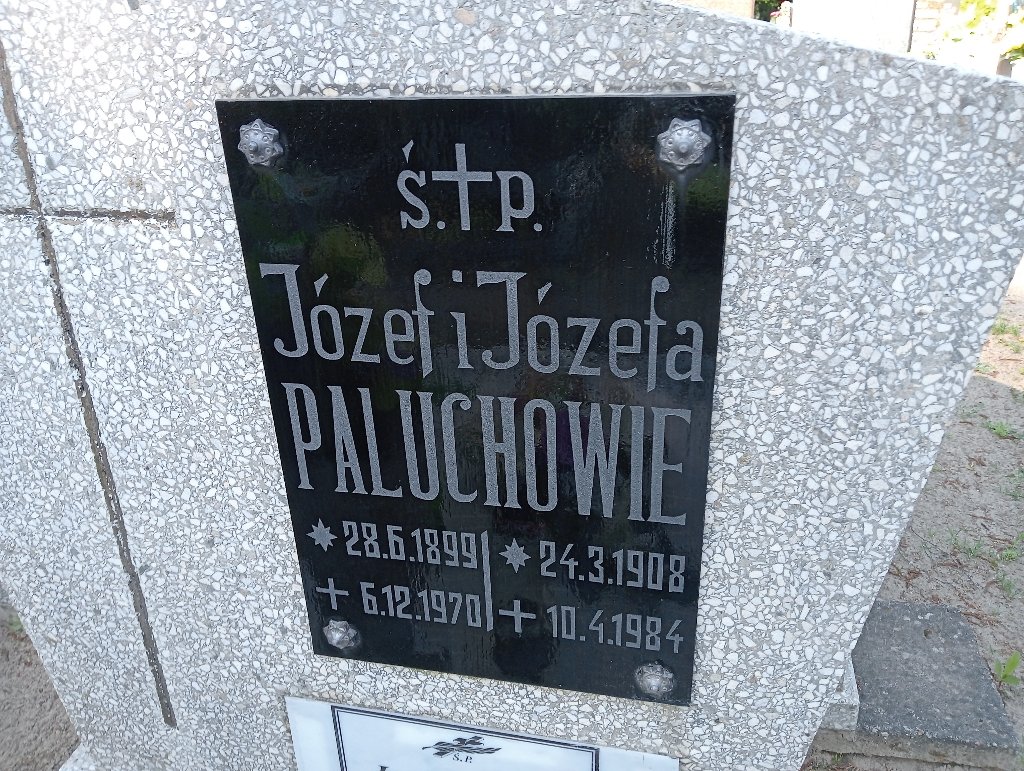 Ś.†P.
Józef i Józefa
PALUCHOWIE
* 28.6.1899 * 24.3.1908
+ 6.12.1970 + 10.4.1984
Ś.P.